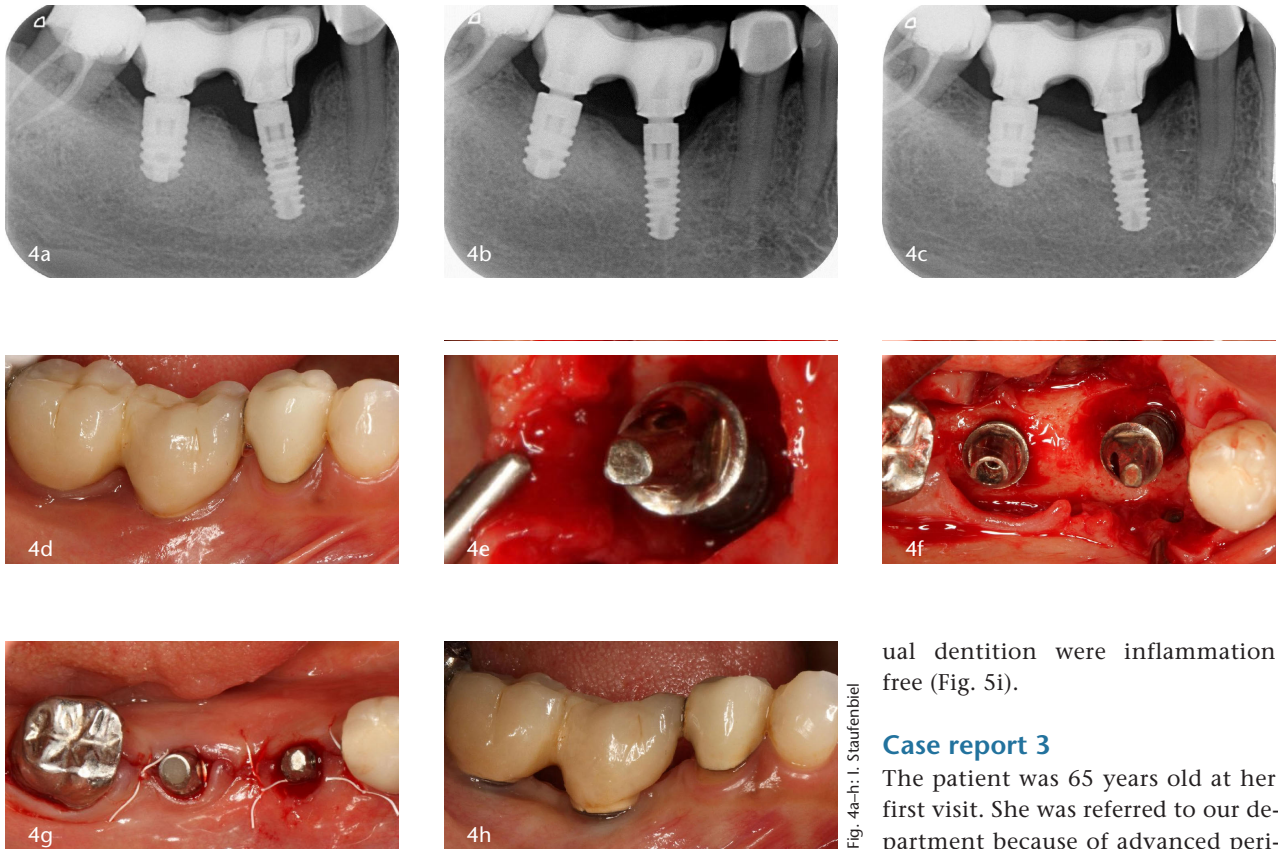 4a
4b
4c
4d
4e
4f
4g
4h
Fig. 4a–h: I. Staufenbiel
ual dentition were inflammation
free (Fig. 5i).
Case report 3
The patient was 65 years old at her
first visit. She was referred to our de-
partment because of advanced peri-